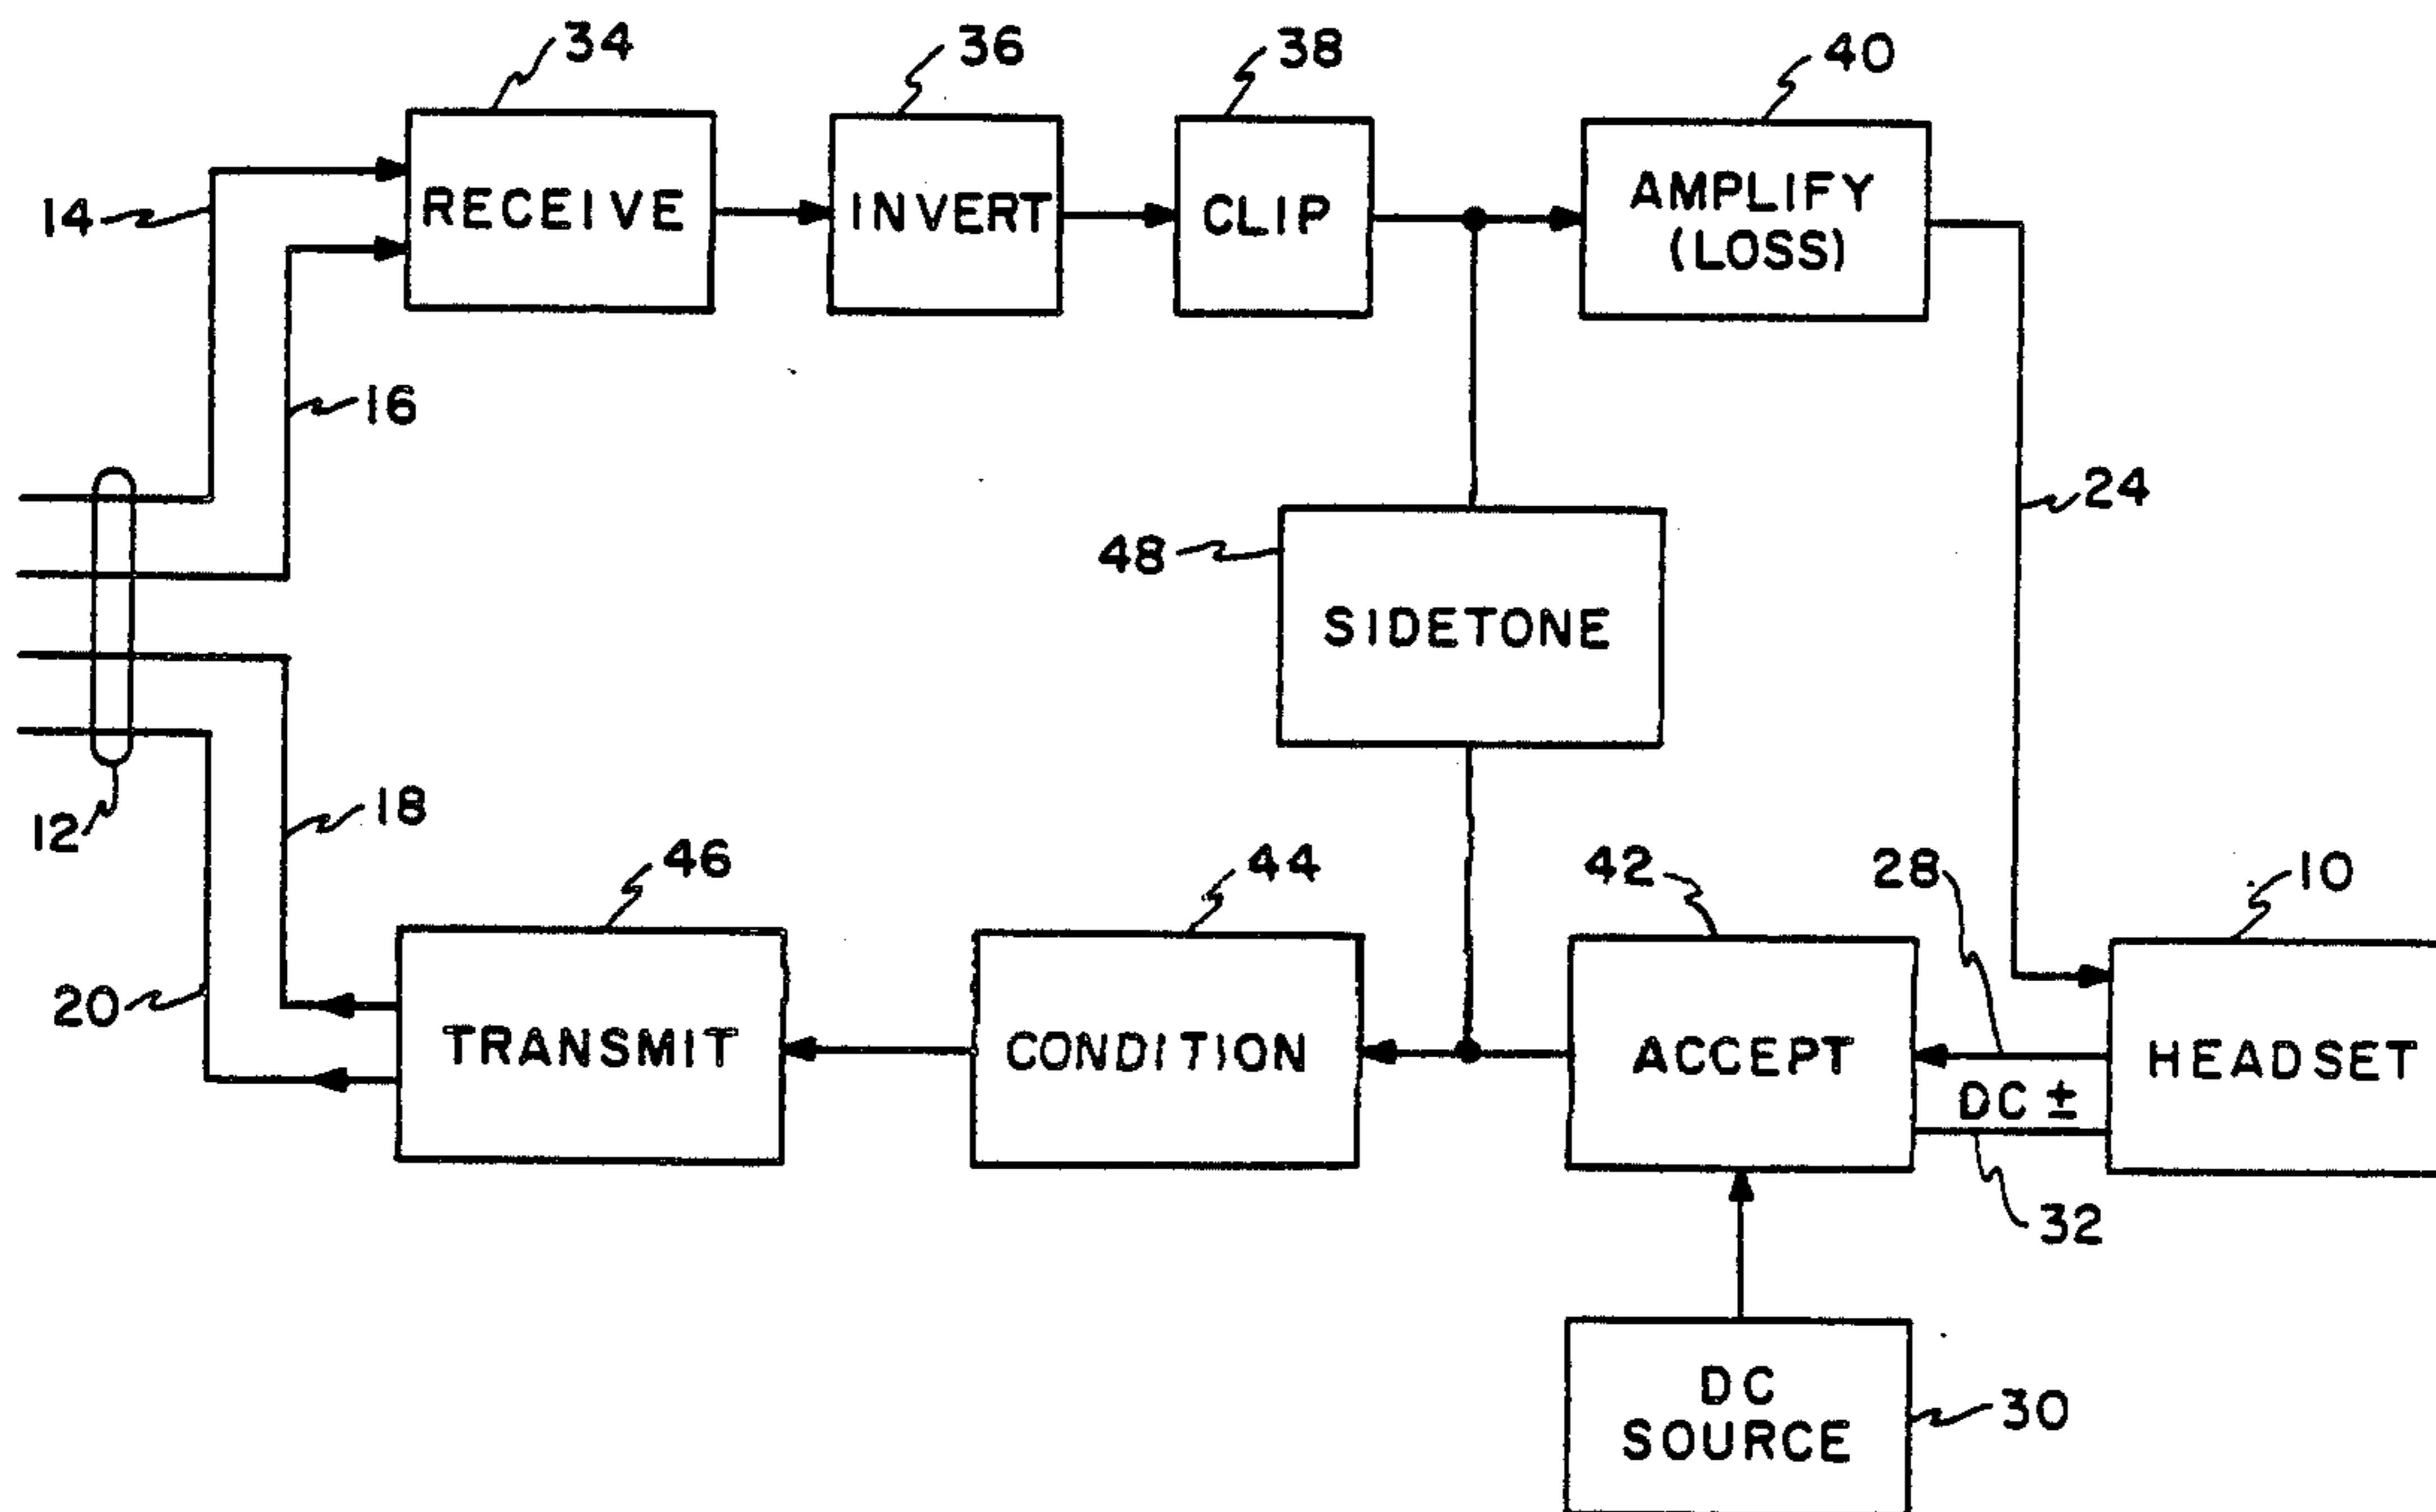 34
36
38
40
14
RECEIVE
INVERT
CLIP
AMPLIFY
(LOSS)
16
24
48
SIDETONE
12
18
46
44
42
28
10
20
TRANSMIT
CONDITION
ACCEPT
DC ±
HEADSET
32
DC
SOURCE
30